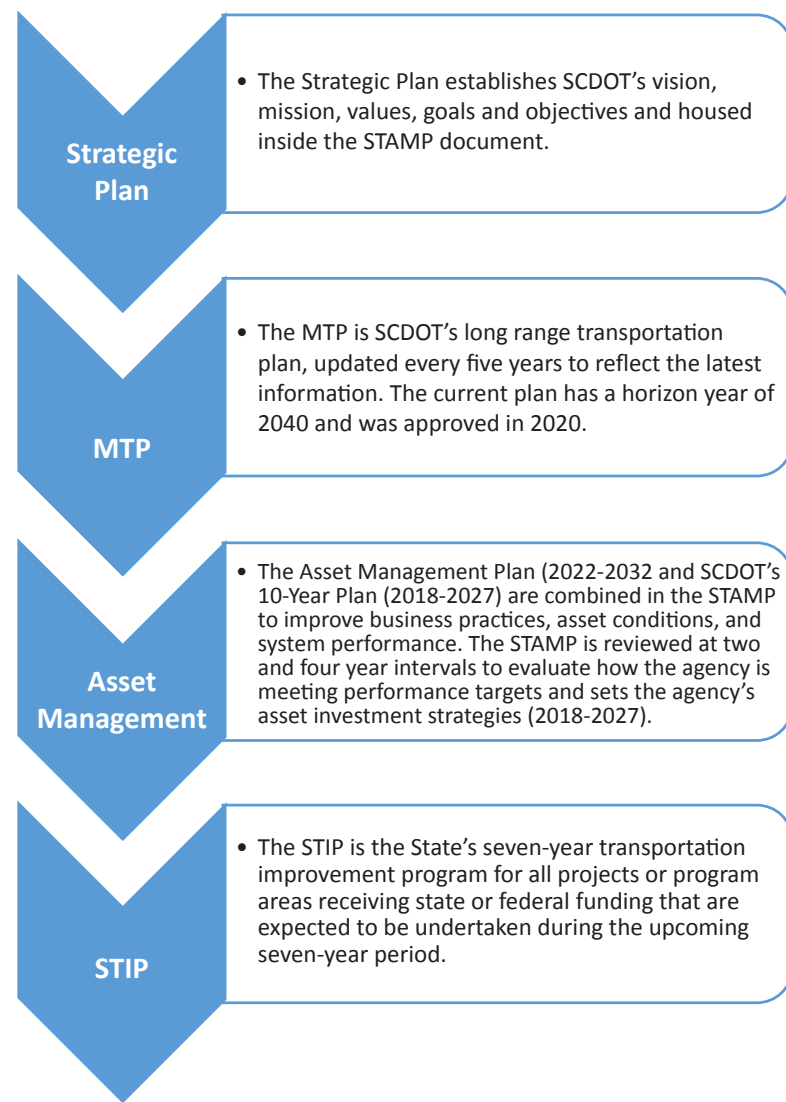 Strategic
Plan
• The Strategic Plan establishes SCDOT’s vision,
mission, values, goals and objectives and housed
inside the STAMP document.
MTP
• The MTP is SCDOT’s long range transportation
plan, updated every five years to reflect the latest
information. The current plan has a horizon year of
2040 and was approved in 2020.
Asset
Management
• The Asset Management Plan (2022-2032 and SCDOT’s
10-Year Plan (2018-2027) are combined in the STAMP
to improve business practices, asset conditions, and
system performance. The STAMP is reviewed at two
and four year intervals to evaluate how the agency is
meeting performance targets and sets the agency’s
asset investment strategies (2018-2027).
STIP
• The STIP is the State’s seven-year transportation
improvement program for all projects or program
areas receiving state or federal funding that are
expected to be undertaken during the upcoming
seven-year period.